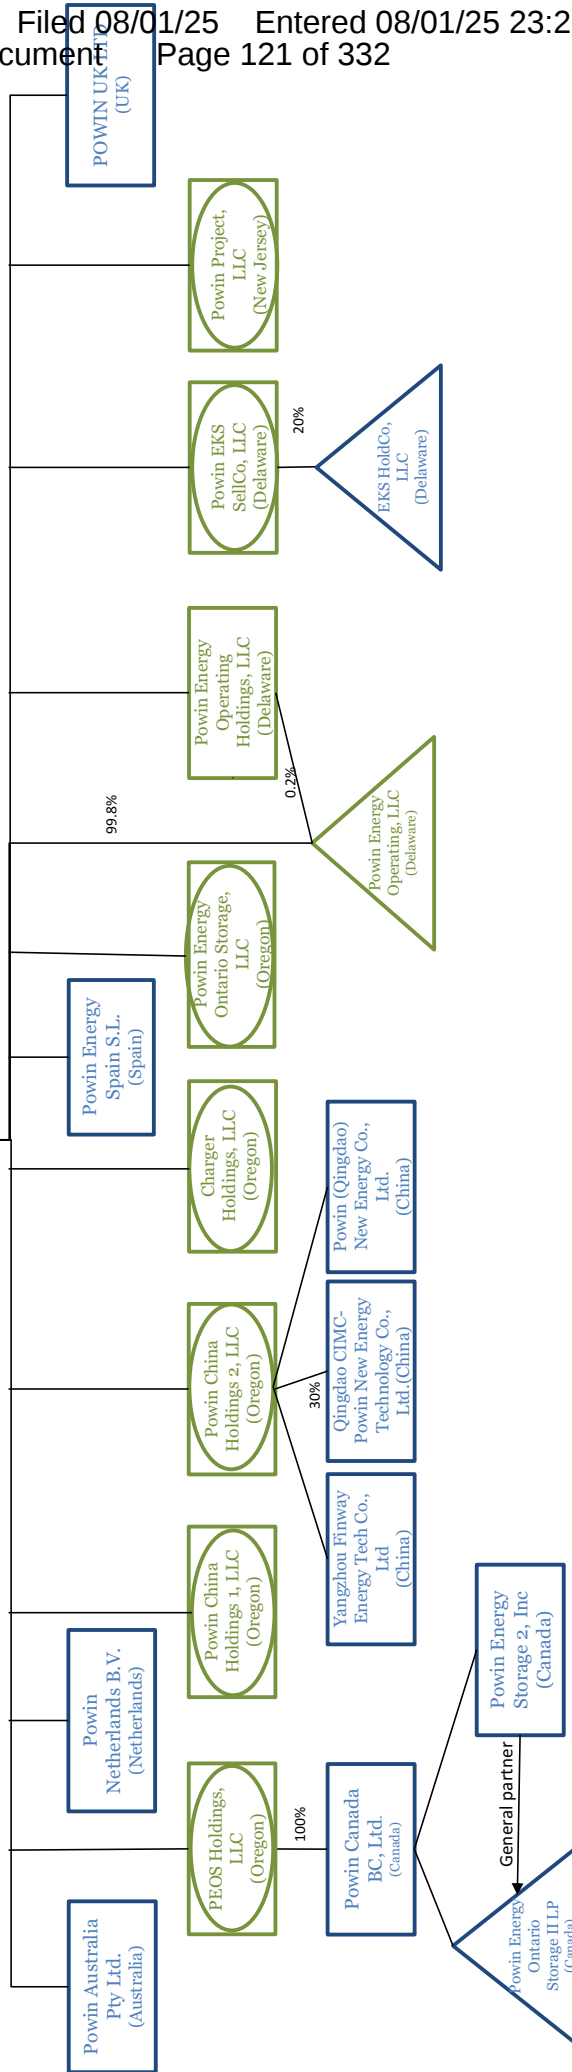 Filed 08/01/25 Entered 08/01/25 23:2
cument Page 121 of 332
POWIN UK LTD
(UK)
Powin Project,
LLC
(New Jersey)
Powin EKS
SellCo, LLC
(Delaware)
20%
EKS HoldCo,
LLC
(Delaware)
Powin Energy
Operating
Holdings, LLC
(Delaware)
99.8%
0.2%
Powin Energy
Operating, LLC
(Delaware)
Powin Energy
Ontario Storage,
LLC
(Oregon)
Powin Energy
Spain S.L.
(Spain)
Charger
Holdings, LLC
(Oregon)
Powin China
Holdings 2, LLC
(Oregon)
Powin (Qingdao)
New Energy Co.,
Ltd.
(China)
30%
Qingdao CIMC-
Powin New Energy
Technology Co.,
Ltd.(China)
Yangzhou Finway
Energy Tech Co.,
Ltd
(China)
Powin China
Holdings 1, LLC
(Oregon)
Powin
Netherlands B.V.
(Netherlands)
PEOS Holdings,
LLC
(Oregon)
100%
Powin Canada
BC, Ltd.
(Canada)
Powin Energy
Storage 2, Inc
(Canada)
General partner
Powin Energy
Ontario
Storage II LP
(Canada)
Powin Australia
Pty Ltd.
(Australia)